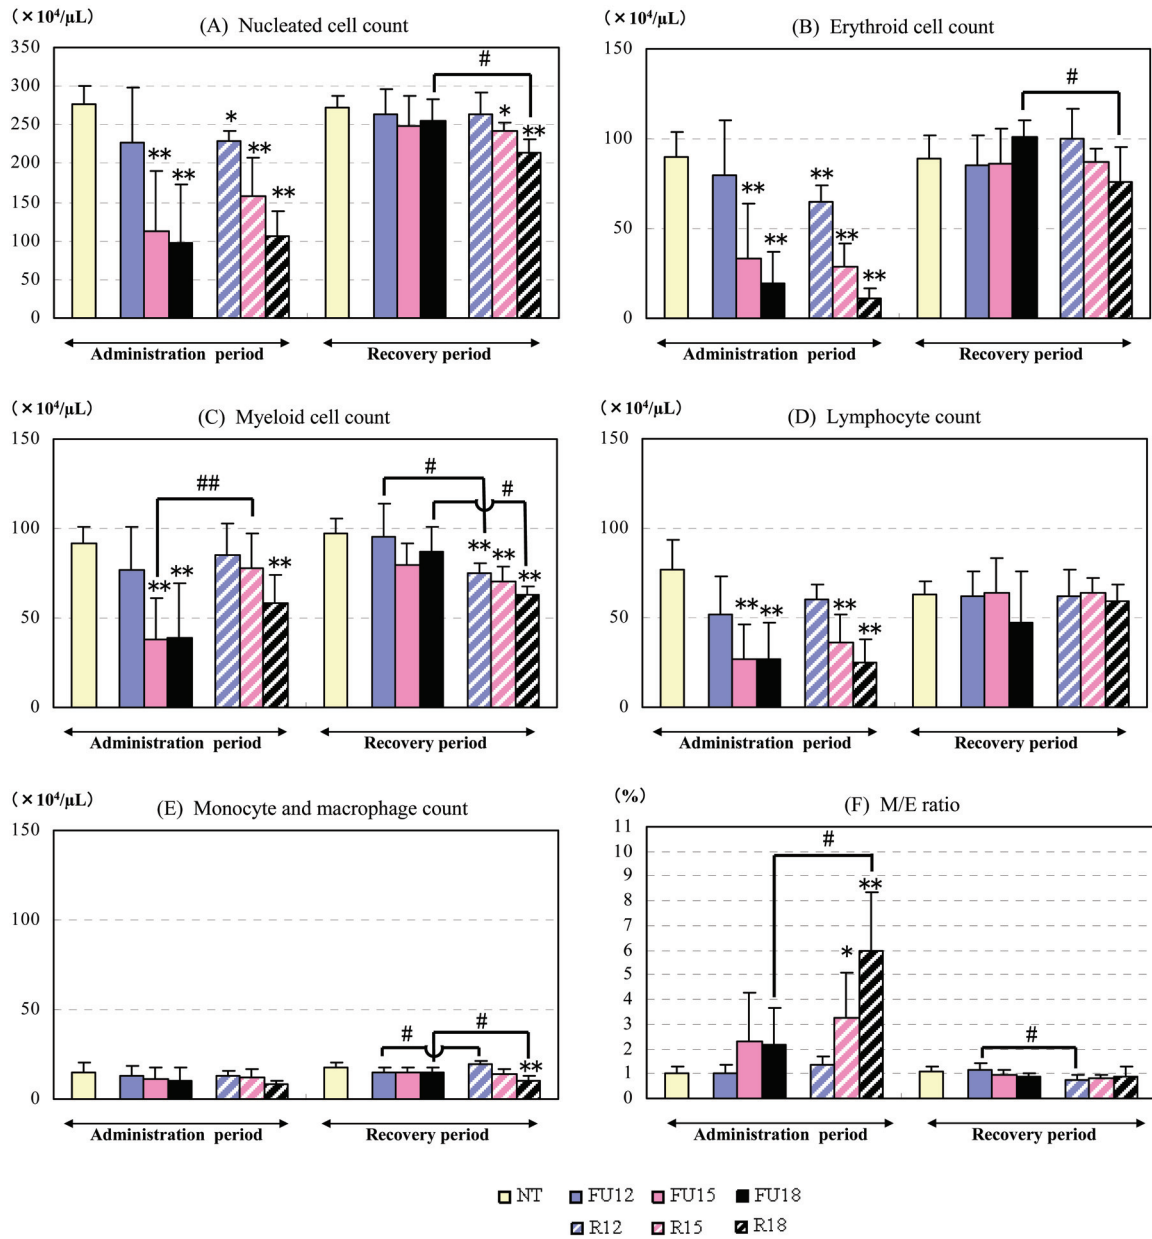 (×10⁴/μL)
(A) Nucleated cell count
350
300
250
200
150
100
50
0
#
*
**
**
**
**
*
**
Administration period
Recovery period
(×10⁴/μL)
(B) Erythroid cell count
150
100
50
0
#
**
**
**
**
**
Administration period
Recovery period
(×10⁴/μL)
(C) Myeloid cell count
150
100
50
0
##
#
#
**
**
**
**
**
**
Administration period
Recovery period
(×10⁴/μL)
(D) Lymphocyte count
150
100
50
0
**
**
**
**
Administration period
Recovery period
(×10⁴/μL)
(E) Monocyte and macrophage count
150
100
50
0
#
#
**
Administration period
Recovery period
(%)
(F) M/E ratio
11
10
9
8
7
6
5
4
3
2
1
0
#
**
*
#
Administration period
Recovery period
NT FU12 FU15 FU18
R12 R15 R18